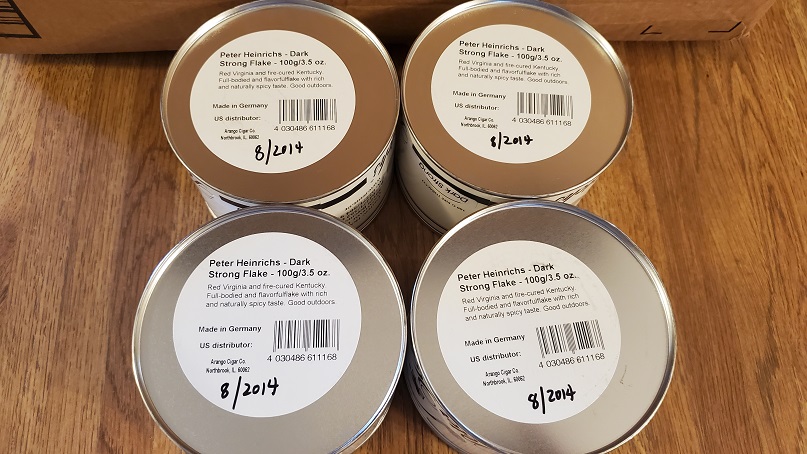 Peter Heinrichs - Dark
Strong Flake - 100g/3.5 oz.
Red Virginia and fire-cured Kentucky.
Full-bodied and flavorfulflake with rich
and naturally spicy taste. Good outdoors.
Made in Germany
US distributor:
Arango Cigar Co.
Northbrook, IL. 60062
4 030486 611168
8/2014
Peter Heinrichs - Dark
Strong Flake - 100g/3.5 oz.
Red Virginia and fire-cured Kentucky.
Full-bodied and flavorfulflake with rich
and naturally spicy taste. Good outdoors.
Made in Germany
US distributor:
Arango Cigar Co.
Northbrook, IL. 60062
4 030486 611168
8/2014
Dark Strong
Peter Heinrichs - Dark
Strong Flake - 100g/3.5 oz.
Red Virginia and fire-cured Kentucky.
Full-bodied and flavorfulflake with rich
and naturally spicy taste. Good outdoors.
Made in Germany
US distributor:
Arango Cigar Co.
Northbrook, IL. 60062
4 030486 611168
8/2014
Peter Heinrichs - Dark
Strong Flake - 100g/3.5 oz.
Red Virginia and fire-cured Kentucky.
Full-bodied and flavorfulflake with rich
and naturally spicy taste. Good outdoors.
Made in Germany
US distributor:
Arango Cigar Co.
Northbrook, IL. 60062
4 030486 611168
8/2014